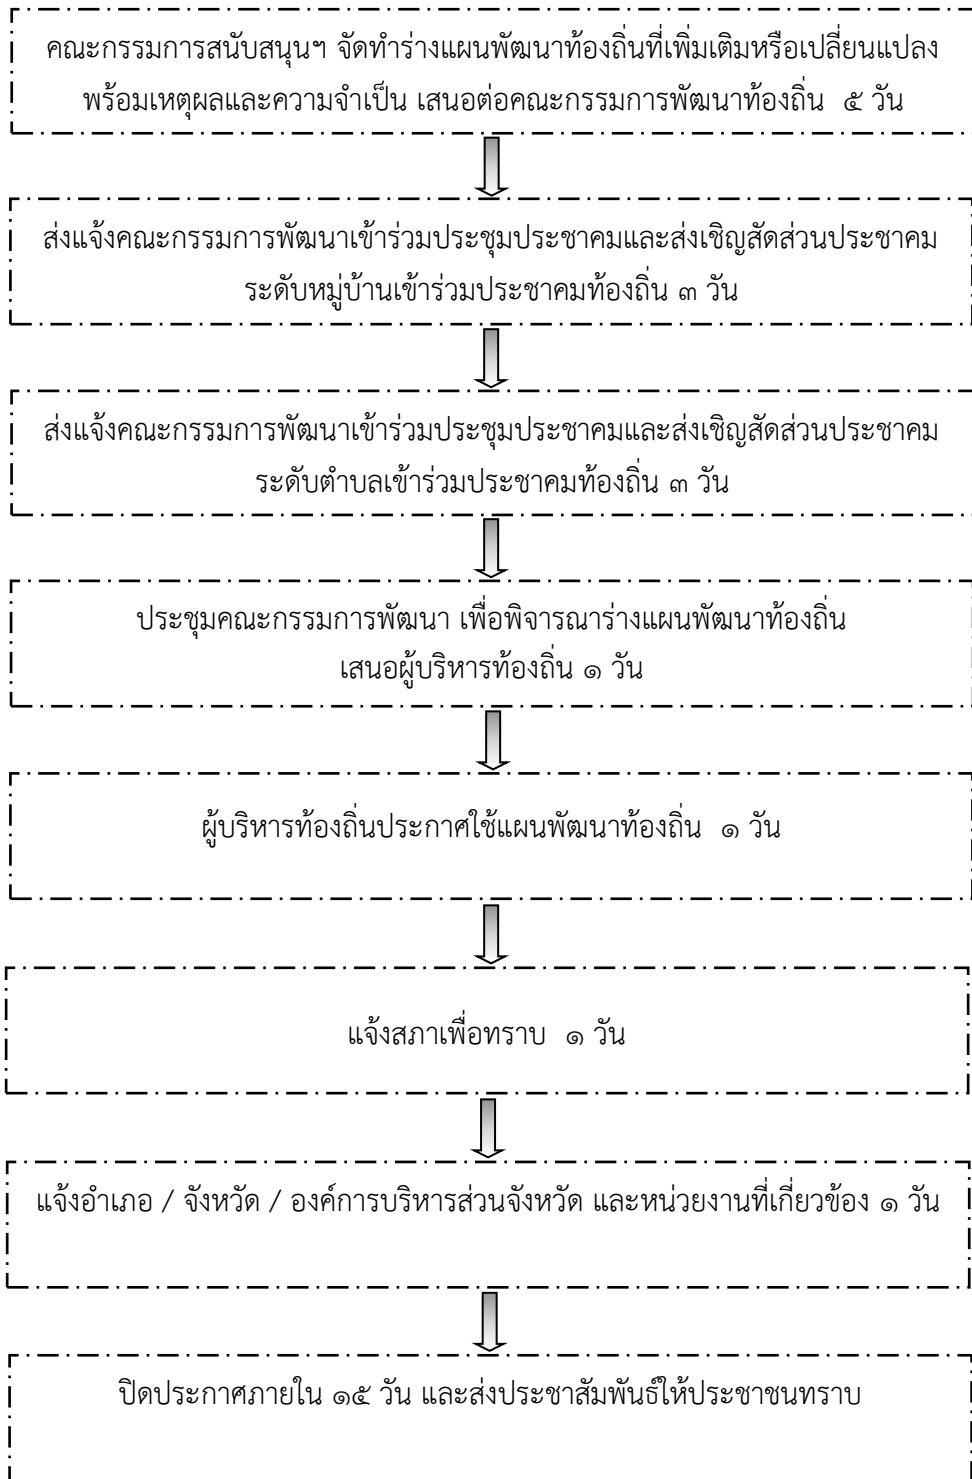 คณะกรรมการสนับสนุนฯ จัดทำร่างแผนพัฒนาท้องถิ่นที่เพิ่มเติมหรือเปลี่ยนแปลง
พร้อมเหตุผลและความจำเป็น เสนอต่อคณะกรรมการพัฒนาท้องถิ่น ๕ วัน
ส่งแจ้งคณะกรรมการพัฒนาเข้าร่วมประชุมประชาคมและส่งเชิญสัดส่วนประชาคม
ระดับหมู่บ้านเข้าร่วมประชาคมท้องถิ่น ๓ วัน
ส่งแจ้งคณะกรรมการพัฒนาเข้าร่วมประชุมประชาคมและส่งเชิญสัดส่วนประชาคม
ระดับตำบลเข้าร่วมประชาคมท้องถิ่น ๓ วัน
ประชุมคณะกรรมการพัฒนา เพื่อพิจารณาร่างแผนพัฒนาท้องถิ่น
เสนอผู้บริหารท้องถิ่น ๑ วัน
ผู้บริหารท้องถิ่นประกาศใช้แผนพัฒนาท้องถิ่น ๑ วัน
แจ้งสภาเพื่อทราบ ๑ วัน
แจ้งอำเภอ / จังหวัด / องค์การบริหารส่วนจังหวัด และหน่วยงานที่เกี่ยวข้อง ๑ วัน
ปิดประกาศภายใน ๑๕ วัน และส่งประชาสัมพันธ์ให้ประชาชนทราบ